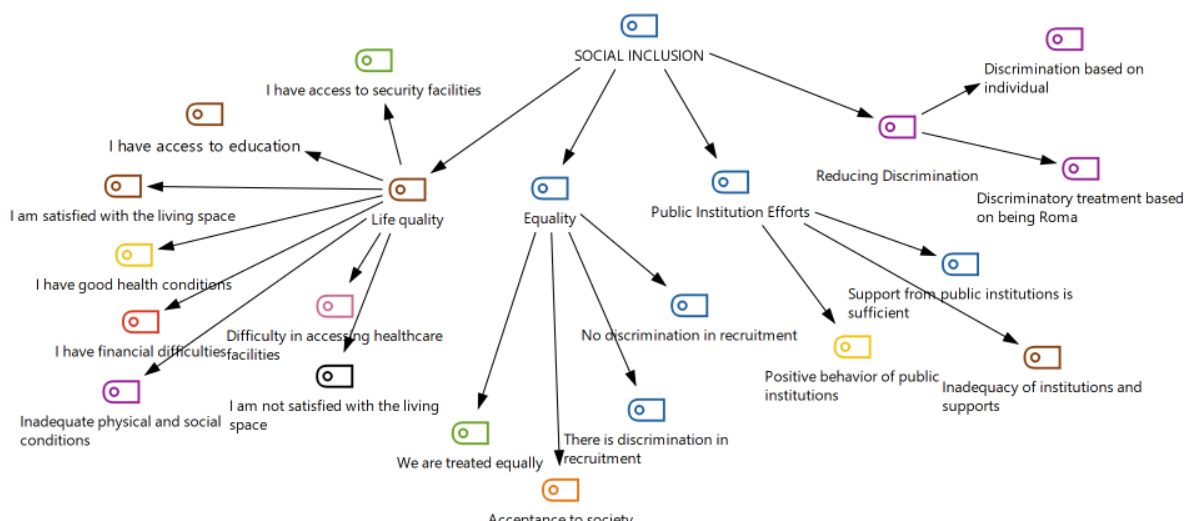 SOCIAL INCLUSION
Discrimination based on
individual
I have access to security facilities
I have access to education
Reducing Discrimination
Discriminatory treatment based
on being Roma
I am satisfied with the living space
Life quality
Equality
Public Institution Efforts
I have good health conditions
Support from public institutions is
sufficient
Difficulty in accessing healthcare
facilities
No discrimination in recruitment
I have financial difficulties
Positive behavior of public
institutions
Inadequacy of institutions and
supports
Inadequate physical and social
conditions
I am not satisfied with the living
space
There is discrimination in
recruitment
We are treated equally
Acceptance to society